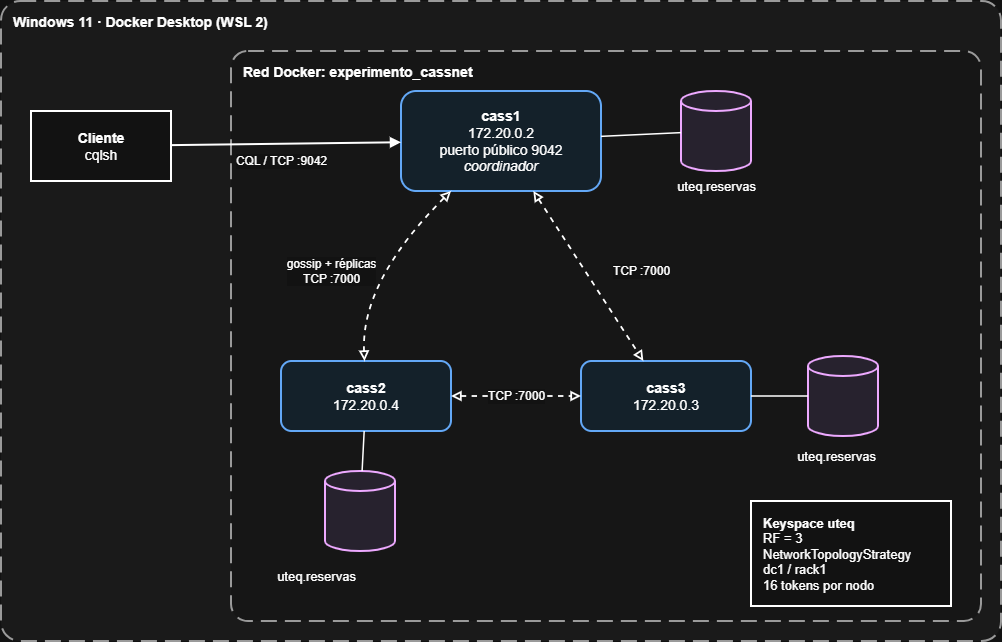 Windows 11 · Docker Desktop (WSL 2)
Red Docker: experimento_cassnet
Cliente
cqlsh
CQL / TCP :9042
cass1
172.20.0.2
puerto público 9042
coordinador
uteq.reservas
gossip + réplicas
TCP :7000
TCP :7000
cass2
172.20.0.4
TCP :7000
cass3
172.20.0.3
uteq.reservas
uteq.reservas
Keyspace uteq
RF = 3
NetworkTopologyStrategy
dc1 / rack1
16 tokens por nodo